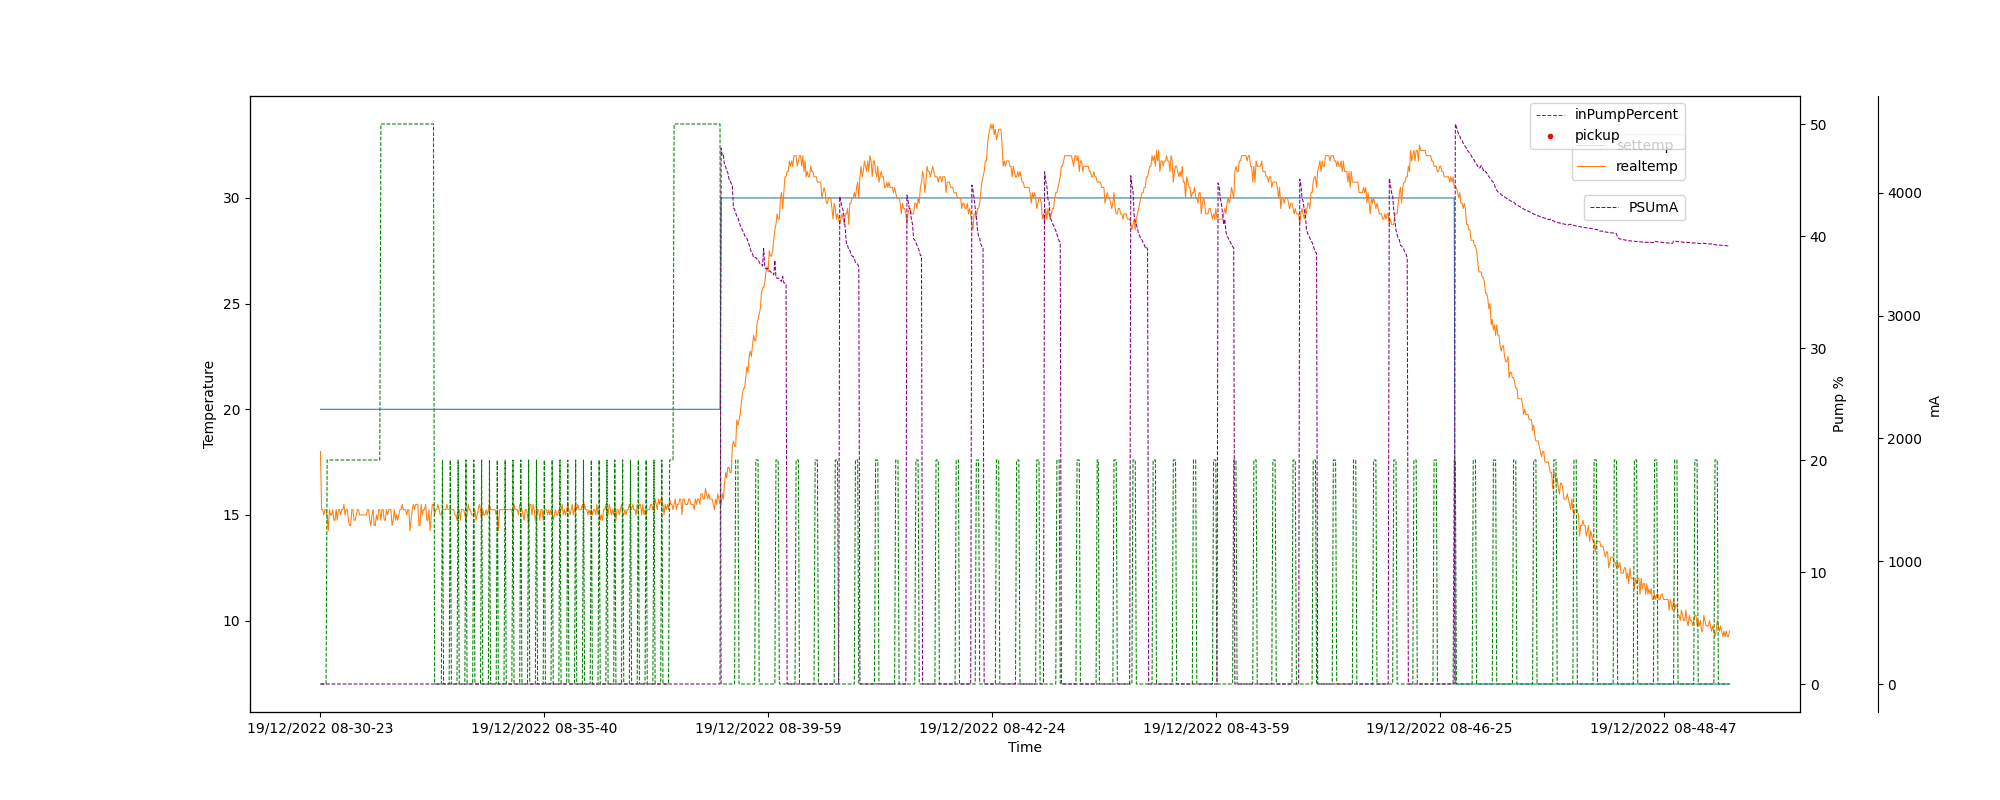 inPumpPercent
pickup
settemp
realtemp
PSUmA
Temperature
30
25
20
15
10
50
40
30
20
10
0
Pump %
4000
3000
2000
1000
0
mA
19/12/2022 08-30-23
19/12/2022 08-35-40
19/12/2022 08-39-59
19/12/2022 08-42-24
19/12/2022 08-43-59
19/12/2022 08-46-25
19/12/2022 08-48-47
Time